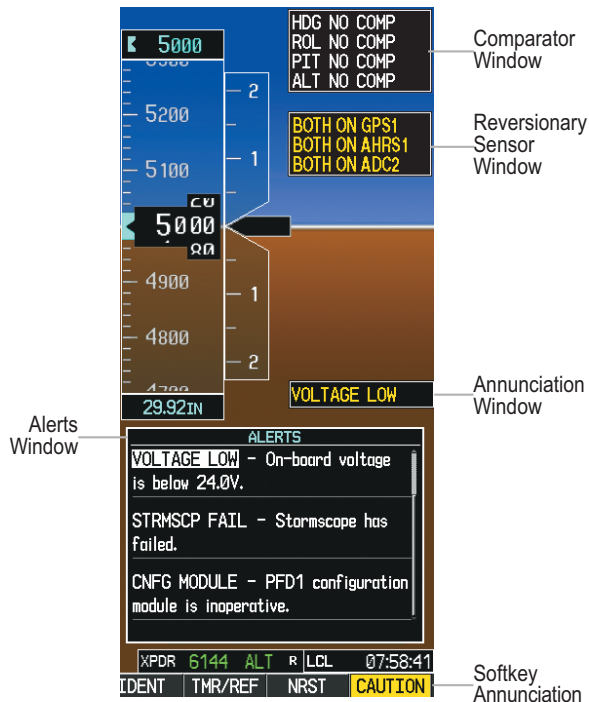 HDG NO COMP
ROL NO COMP
PIT NO COMP
ALT NO COMP
Comparator
Window
5000
2
5200
BOTH ON GPS1
BOTH ON AHRS1
BOTH ON ADC2
Reversionary
Sensor
Window
1
5100
5000
4900
1
4800
2
VOLTAGE LOW
Annunciation
Window
29.92IN
Alerts
Window
ALERTS
VOLTAGE LOW – On-board voltage
is below 24.0V.
STRMSCP FAIL – Stormscope has
failed.
CNFG MODULE – PFD1 configuration
module is inoperative.
XPDR 6144 ALT R LCL 07:58:41
IDENT TMR/REF NRST CAUTION
Softkey
Annunciation